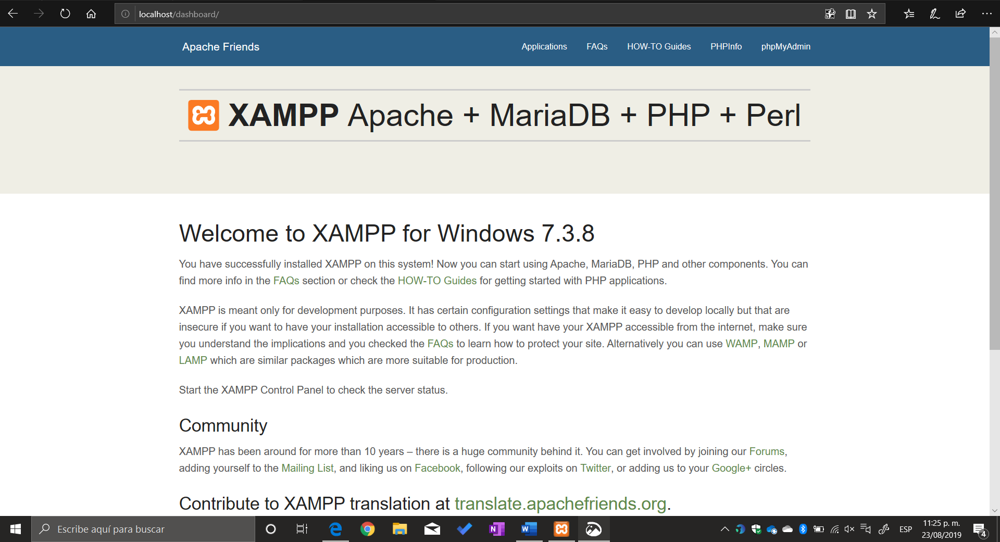 localhost/dashboard/
Apache Friends
Applications
FAQs
HOW-TO Guides
PHPInfo
phpMyAdmin
XAMPP Apache + MariaDB + PHP + Perl
Welcome to XAMPP for Windows 7.3.8
You have successfully installed XAMPP on this system! Now you can start using Apache, MariaDB, PHP and other components. You can
find more info in the FAQs section or check the HOW-TO Guides for getting started with PHP applications.
XAMPP is meant only for development purposes. It has certain configuration settings that make it easy to develop locally but that are
insecure if you want to have your installation accessible to others. If you want have your XAMPP accessible from the internet, make sure
you understand the implications and you checked the FAQs to learn how to protect your site. Alternatively you can use WAMP, MAMP or
LAMP which are similar packages which are more suitable for production.
Start the XAMPP Control Panel to check the server status.
Community
XAMPP has been around for more than 10 years – there is a huge community behind it. You can get involved by joining our Forums,
adding yourself to the Mailing List, and liking us on Facebook, following our exploits on Twitter, or adding us to your Google+ circles.
Contribute to XAMPP translation at translate.apachefriends.org.
Escribe aquí para buscar
ESP
11:25 p. m.
23/08/2019
4